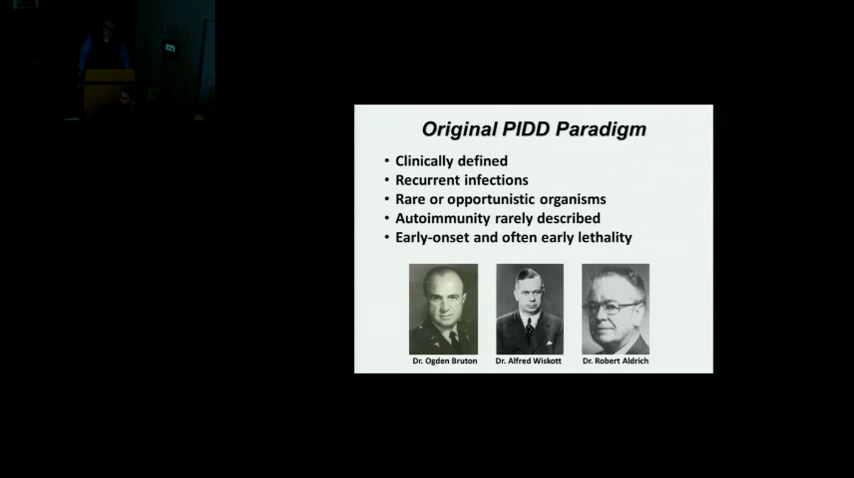 Original PIDD Paradigm
• Clinically defined
• Recurrent infections
• Rare or opportunistic organisms
• Autoimmunity rarely described
• Early-onset and often early lethality
Dr. Ogden Bruton
Dr. Alfred Wiskott
Dr. Robert Aldrich